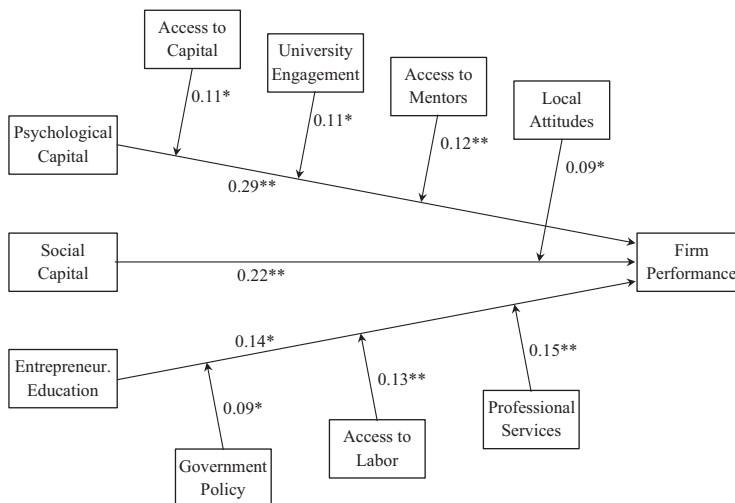 Access to
Capital
University
Engagement
Access to
Mentors
Local
Attitudes
0.11*
0.11*
0.12**
0.09*
Psychological
Capital
0.29**
Social
Capital
0.22**
Firm
Performance
Entrepreneur.
Education
0.14*
0.09*
0.13**
0.15**
Government
Policy
Access to
Labor
Professional
Services